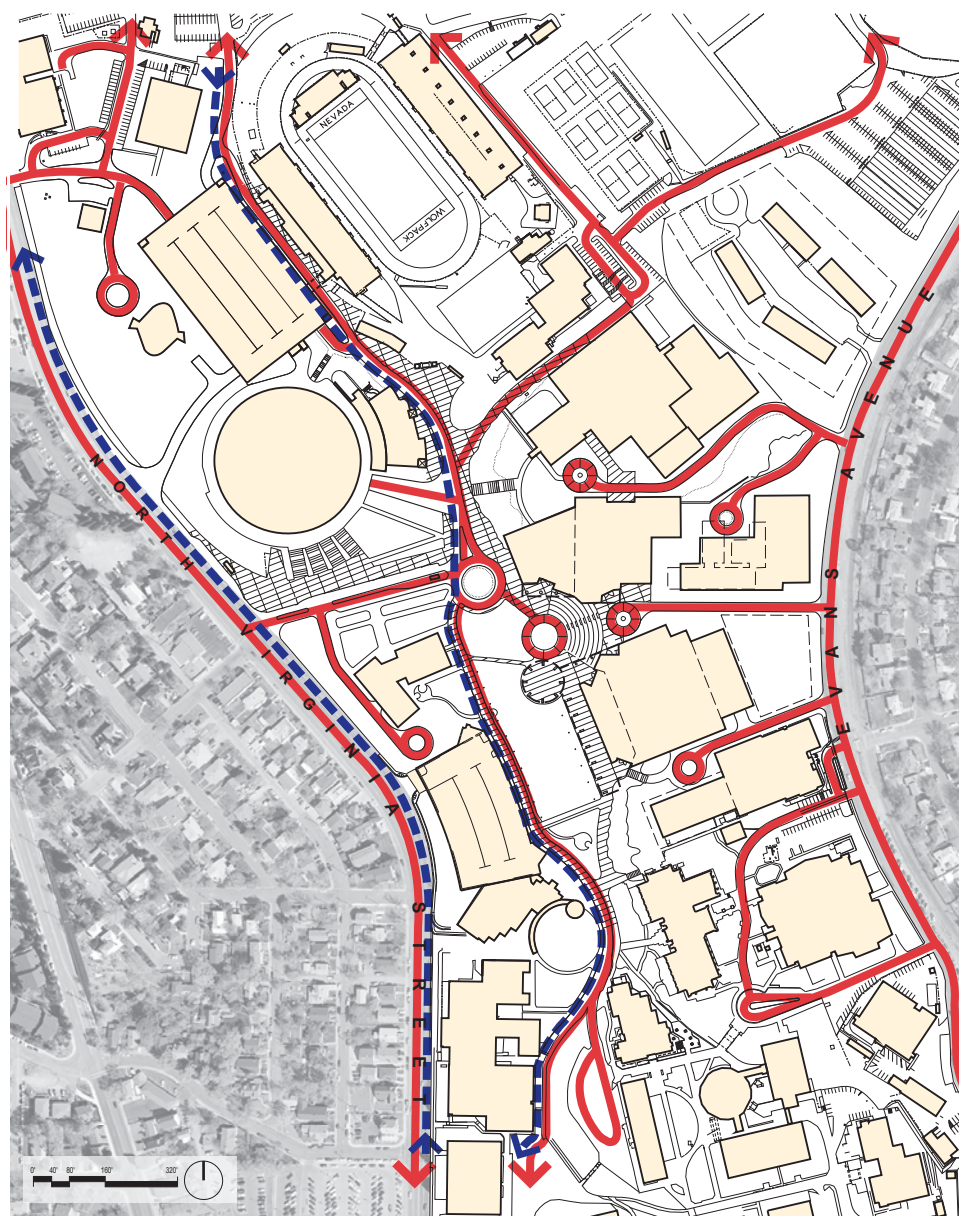 NEVADA
WOLFPACK
NORTH VIRGINIA STREET
EVANS AVENUE
0' 40' 80' 160' 320'